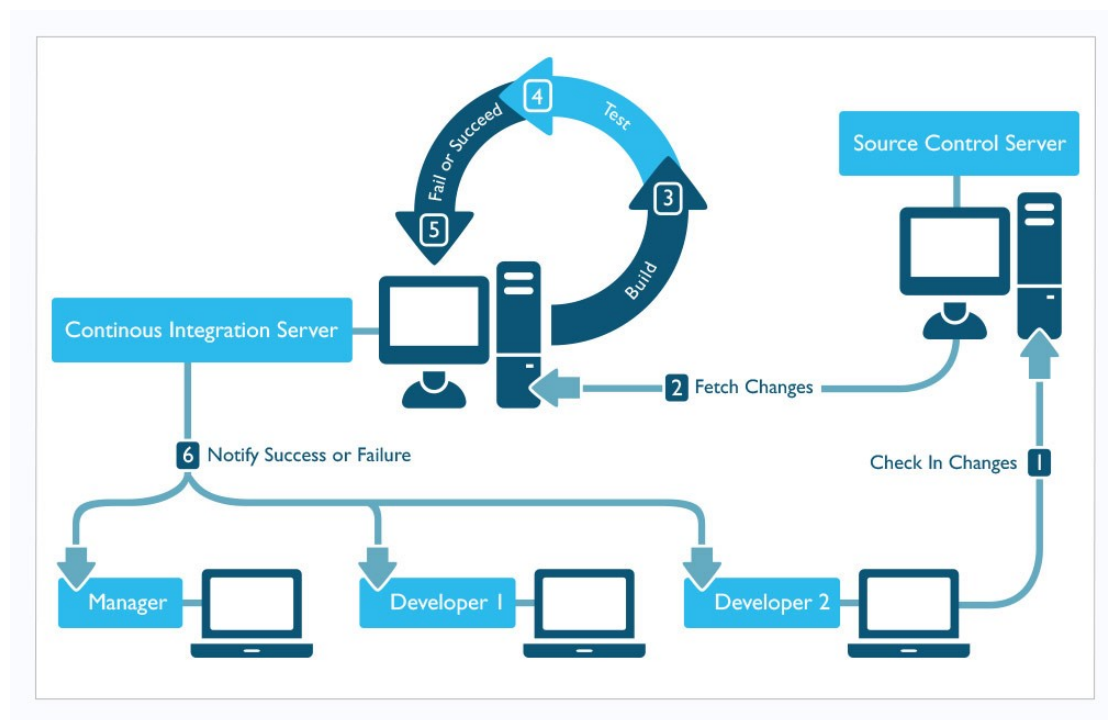 4
Test
Fail or Succeed
3
5
Build
Source Control Server
Continous Integration Server
2 Fetch Changes
6 Notify Success or Failure
Check In Changes 1
Manager
Developer 1
Developer 2